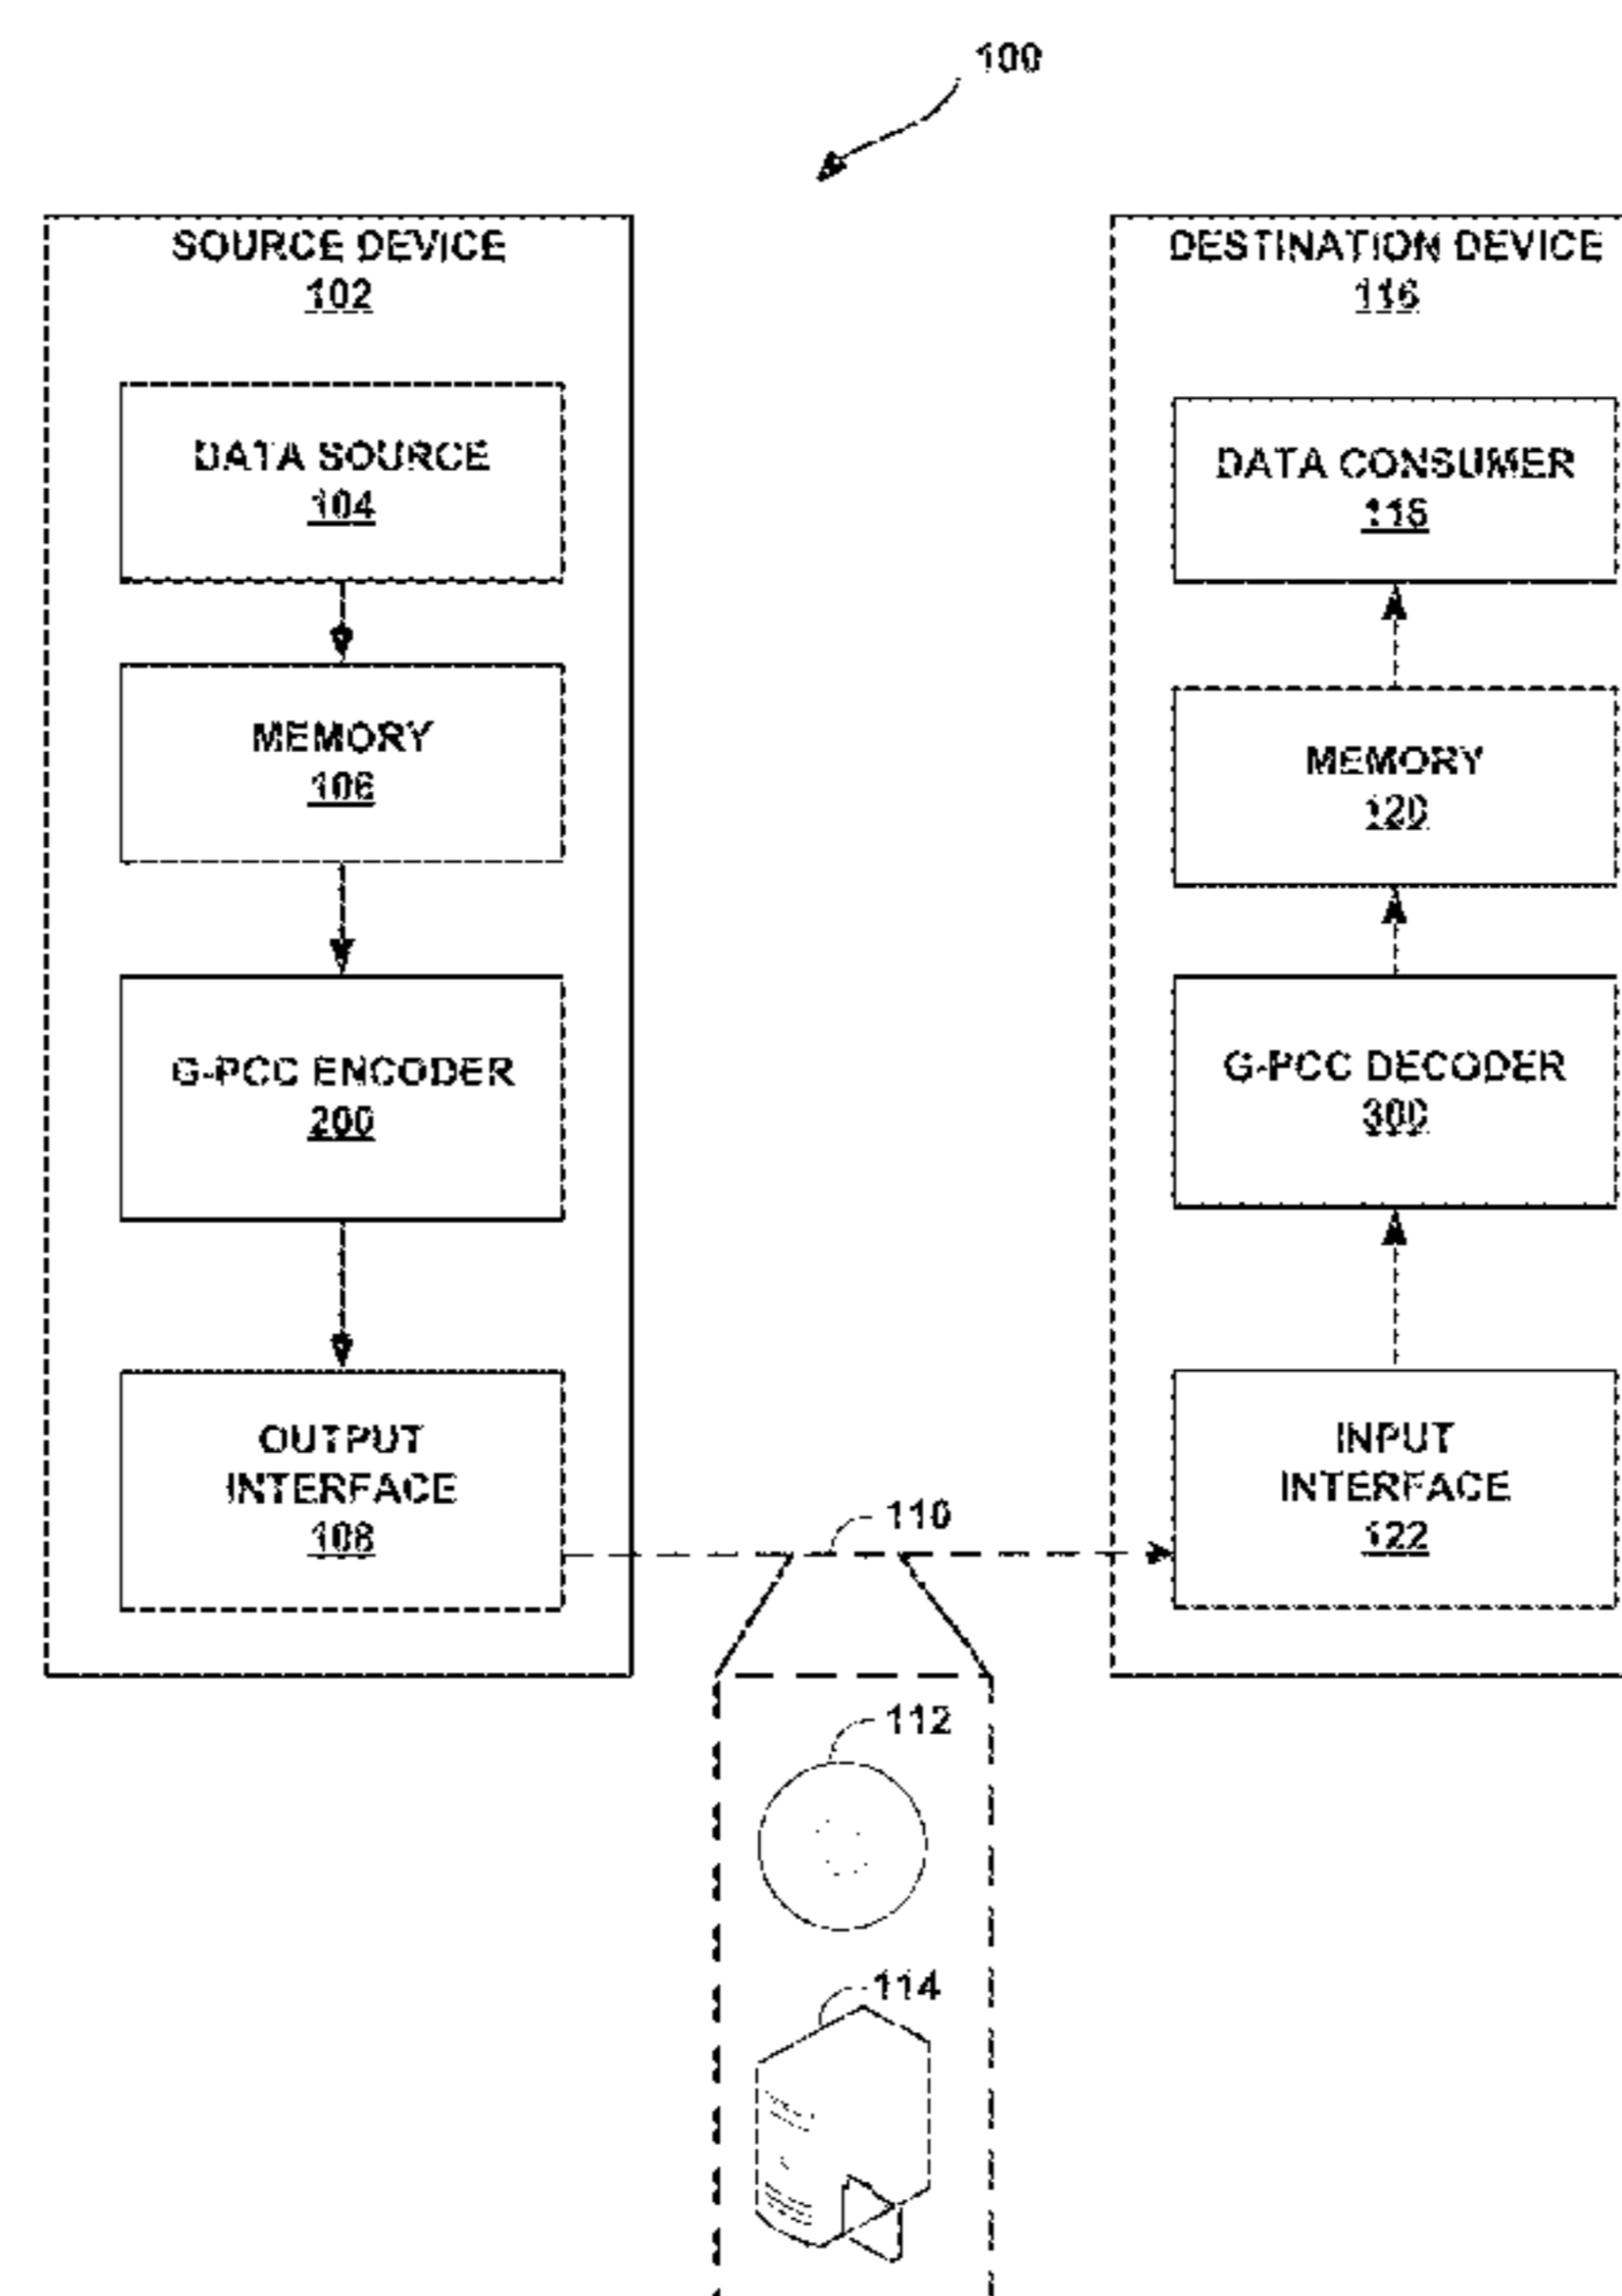 100
SOURCE DEVICE
102
DATA SOURCE
104
MEMORY
106
G-PCC ENCODER
200
OUTPUT
INTERFACE
108
110
112
114
DESTINATION DEVICE
116
DATA CONSUMER
118
MEMORY
120
G-PCC DECODER
300
INPUT
INTERFACE
122